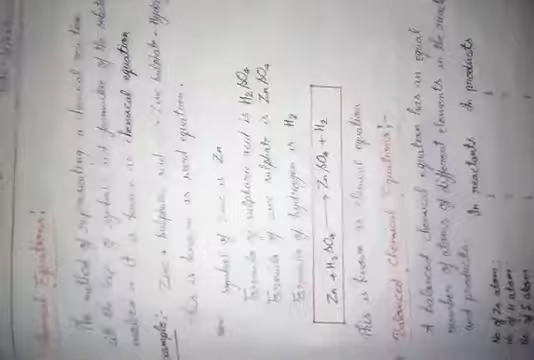 Chemical Equations:
The method of representing a chemical reaction
with the help of symbols and formulae of the substances
involved in it is known as chemical equation
Example: Zinc + sulphuric acid → Zinc sulphate + Hydrogen
This is known as word equation.
Now symbol of zinc is Zn
Formula of sulphuric acid is H2SO4
Formula of zinc sulphate is ZnSO4
Formula of hydrogen is H2
Zn + H2SO4 → ZnSO4 + H2
This is known as chemical equation
Balanced Chemical Equations:-
A balanced chemical equation has an equal
number of atoms of different elements in the
and products
In reactants In products
No of Zn atom:
No of H atom
No of S atom